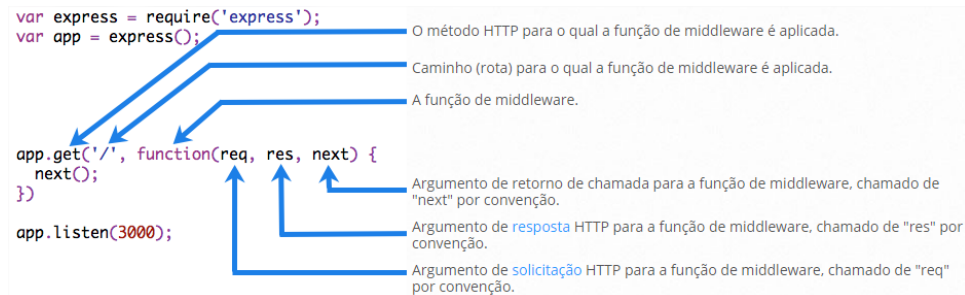 var express = require('express');
var app = express();
O método HTTP para o qual a função de middleware é aplicada.
Caminho (rota) para o qual a função de middleware é aplicada.
A função de middleware.
app.get('/', function(req, res, next) {
next();
})
app.listen(3000);
Argumento de retorno de chamada para a função de middleware, chamado de
"next" por convenção.
Argumento de resposta HTTP para a função de middleware, chamado de "res" por
convenção.
Argumento de solicitação HTTP para a função de middleware, chamado de "req"
por convenção.